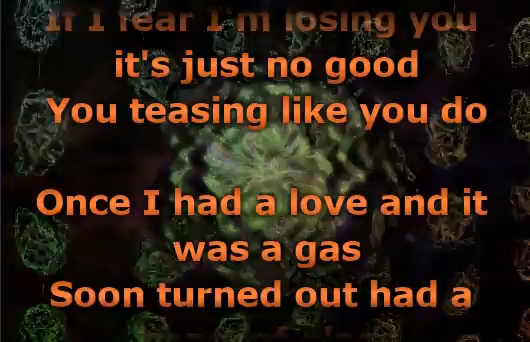 If I fear I'm losing you
it's just no good
You teasing like you do
Once I had a love and it
was a gas
Soon turned out had a